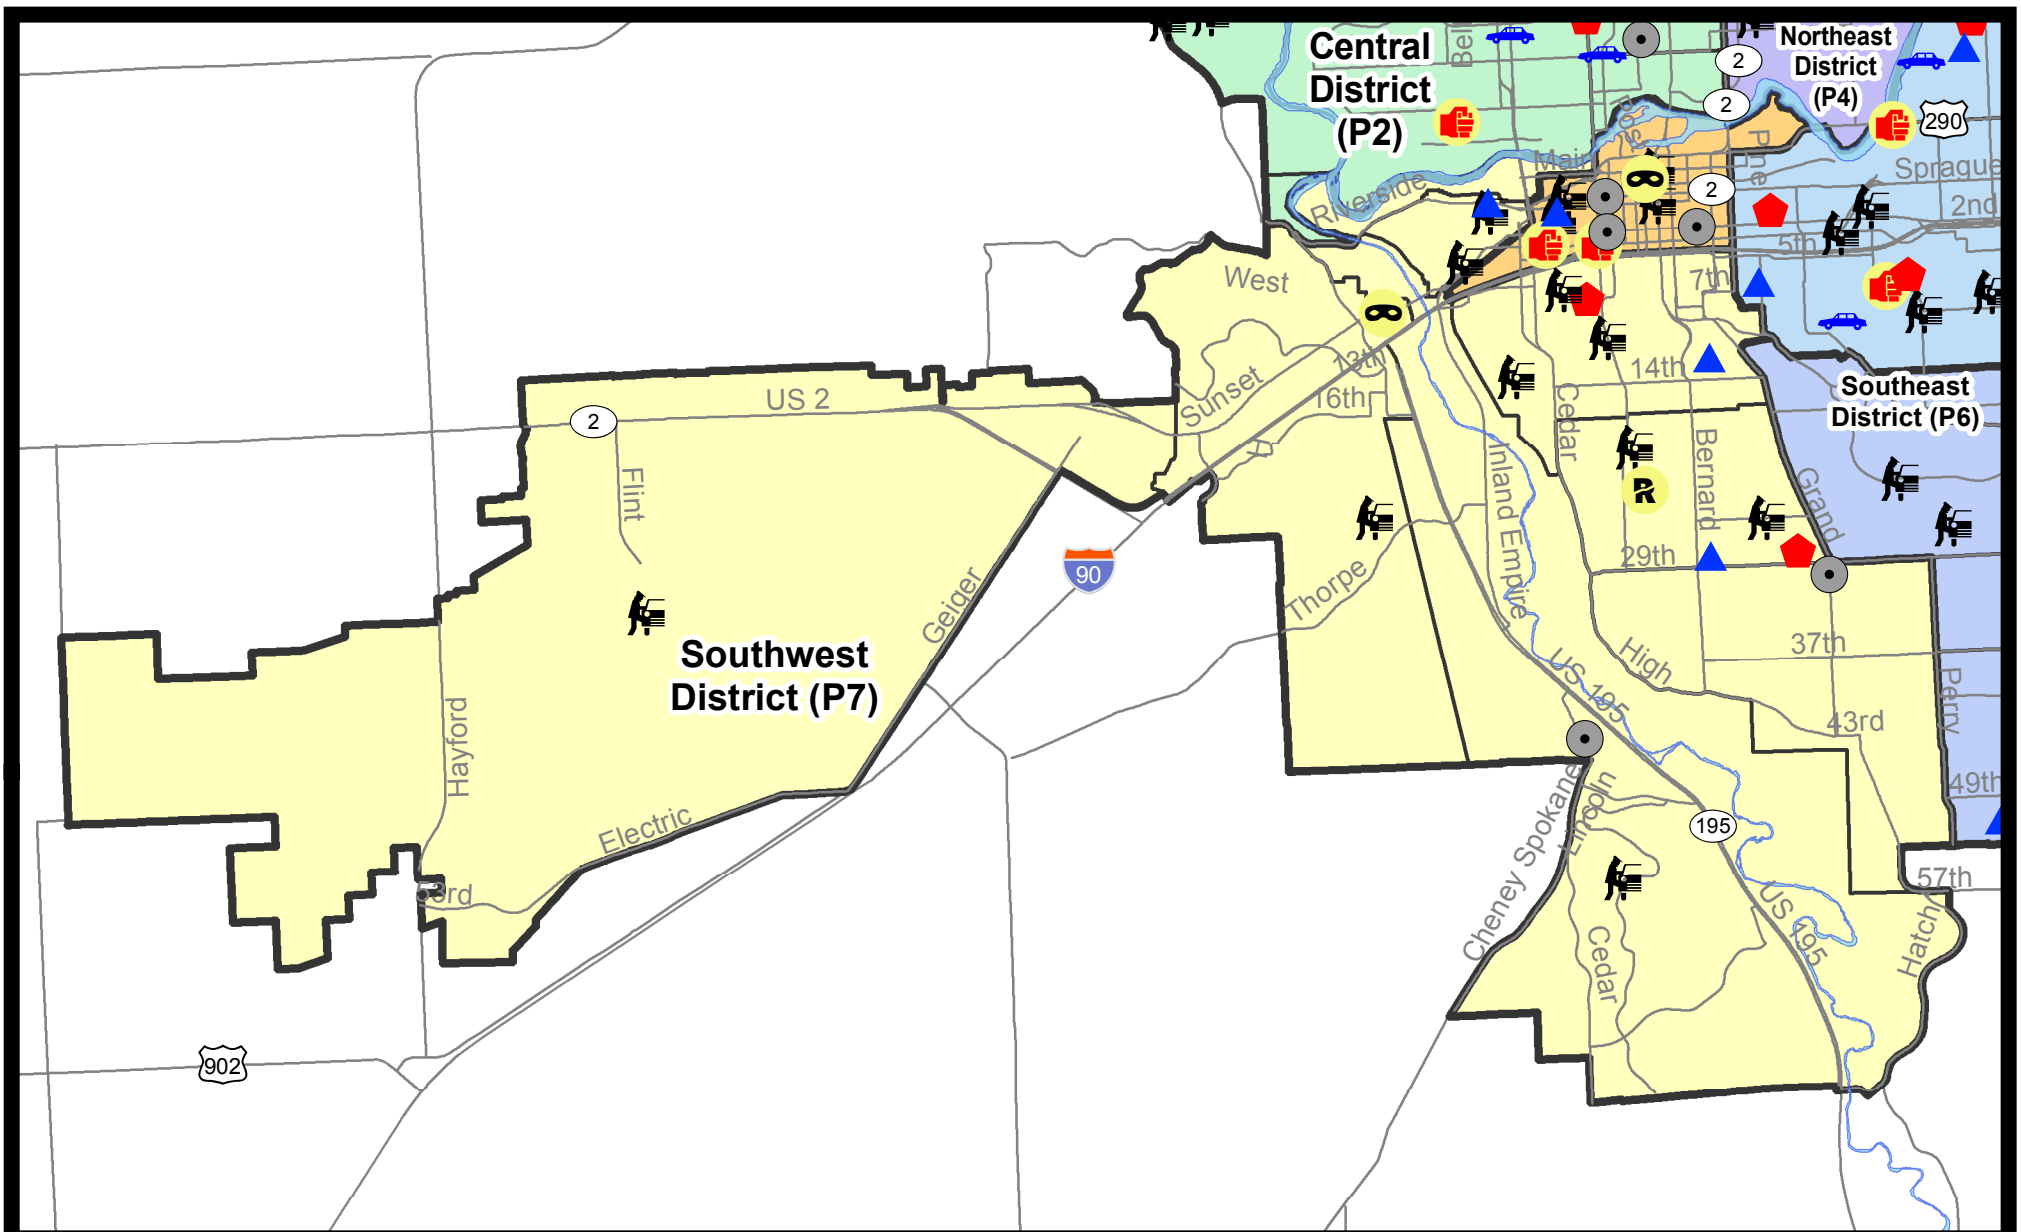 Central
District
(P2)
Northeast
District
(P4)
2
2
290
Main
Pine
Sprague
Riverside
2
2nd
5th
West
7th
13th
14th
Southeast
District (P6)
US 2
Sunset
16th
2
Cedar
Flint
Bernard
Inland Empire
Grand
29th
90
Thorpe
Geiger
Southwest
District (P7)
37th
High
US 195
Perry
Hayford
43rd
49th
Electric
Cheney Spokane
Lincoln
195
53rd
57th
US 195
Hatch
Cedar
902